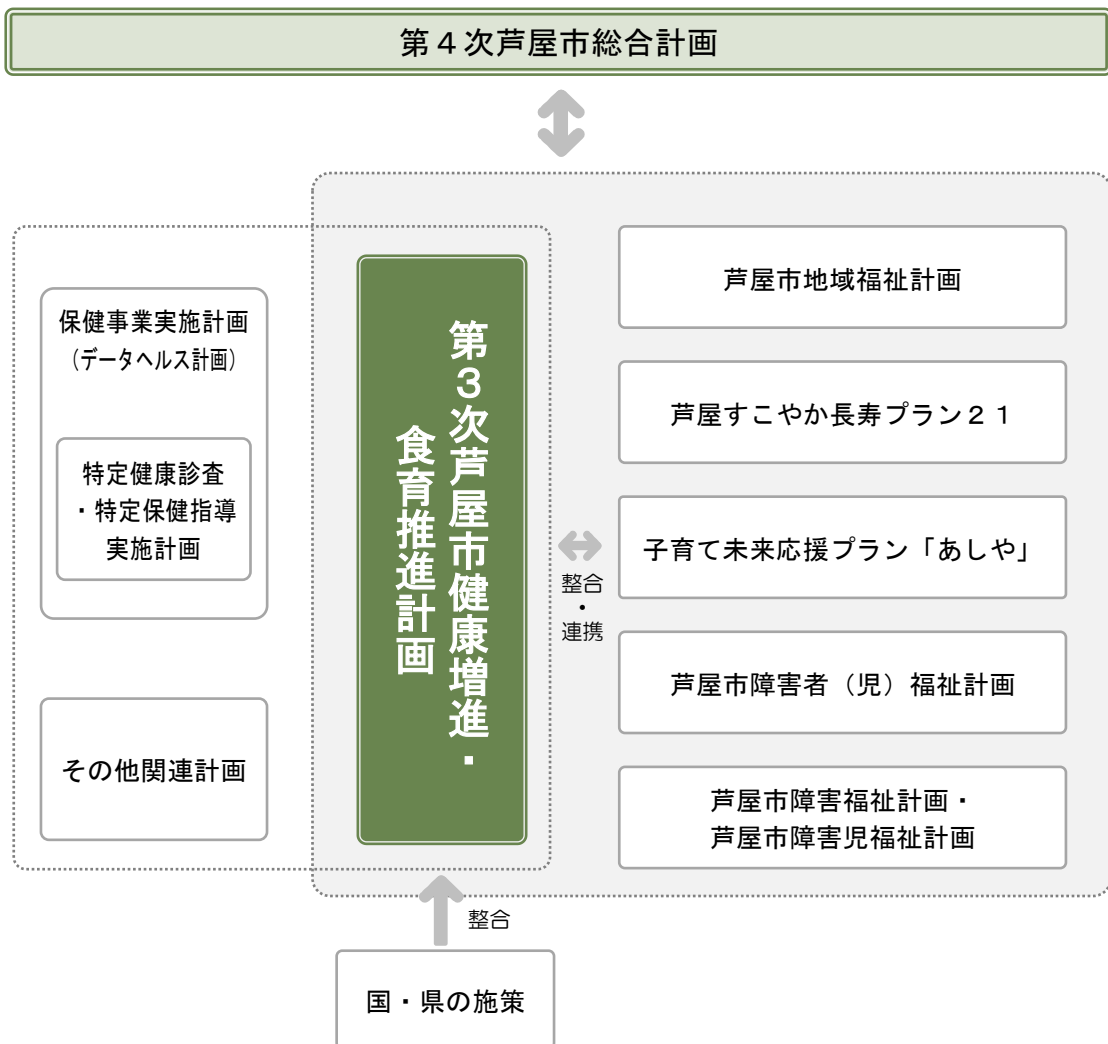 第４次芦屋市総合計画
保健事業実施計画
（データヘルス計画）
特定健康診査
・特定保健指導
実施計画
その他関連計画
第３次芦屋市健康増進・
食育推進計画
整合
・
連携
芦屋市地域福祉計画
芦屋すこやか長寿プラン２１
子育て未来応援プラン「あしや」
芦屋市障害者（児）福祉計画
芦屋市障害福祉計画・
芦屋市障害児福祉計画
整合
国・県の施策